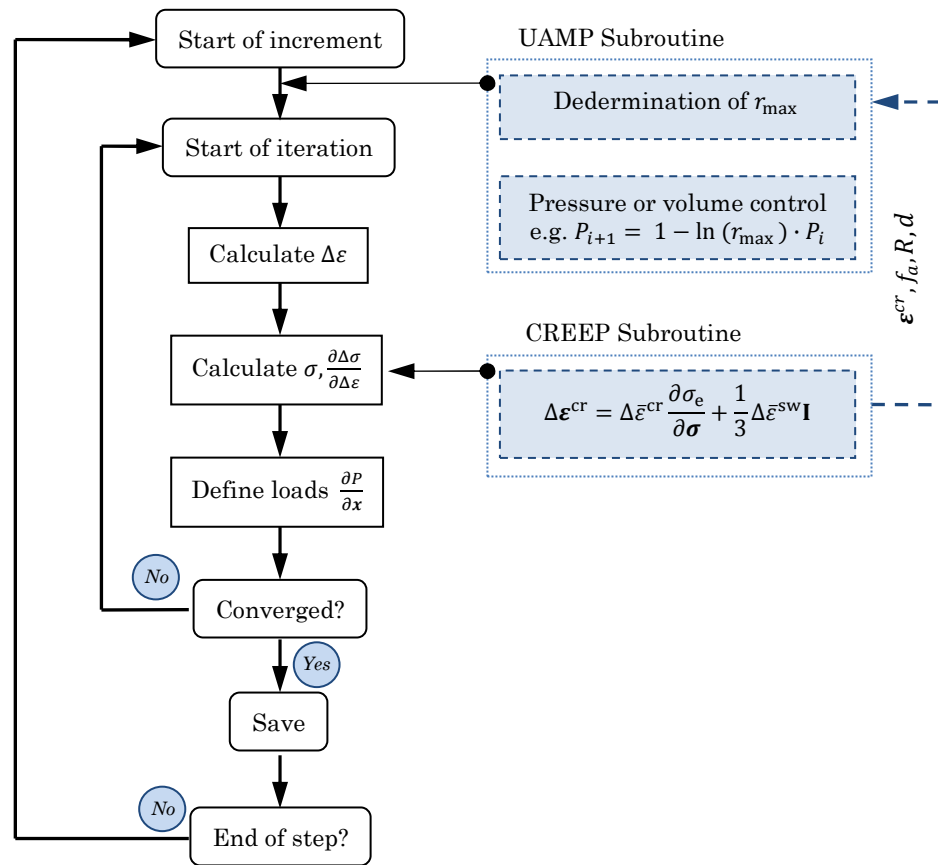 Start of increment
Start of iteration
Calculate Δε
Calculate σ, ∂Δσ/∂Δε
Define loads ∂P/∂𝒙
No
Converged?
Yes
Save
No
End of step?
UAMP Subroutine
Dedermination of r_max
Pressure or volume control
e.g. P_{i+1} = 1 − ln (r_max) · P_i
CREEP Subroutine
Δ𝜺^cr = Δε̄^cr ∂σ_e/∂𝝈 + 1/3 Δε̄^sw 𝐈
𝜺^cr, f_a, R, d